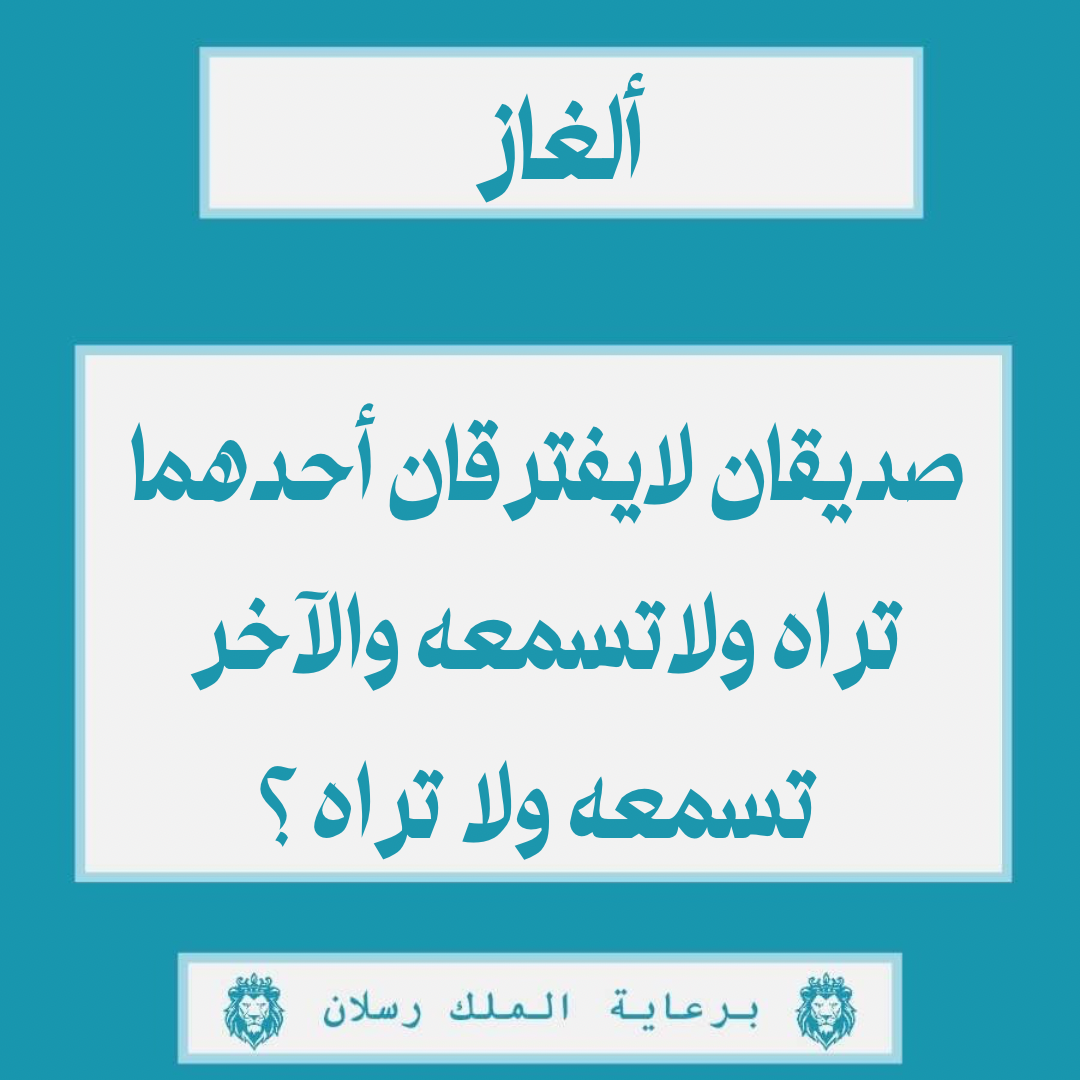 ألغاز
صديقان لايفترقان أحدهما
تراه ولاتسمعه والآخر
تسمعه ولا تراه ؟
برعاية الملك رسلان